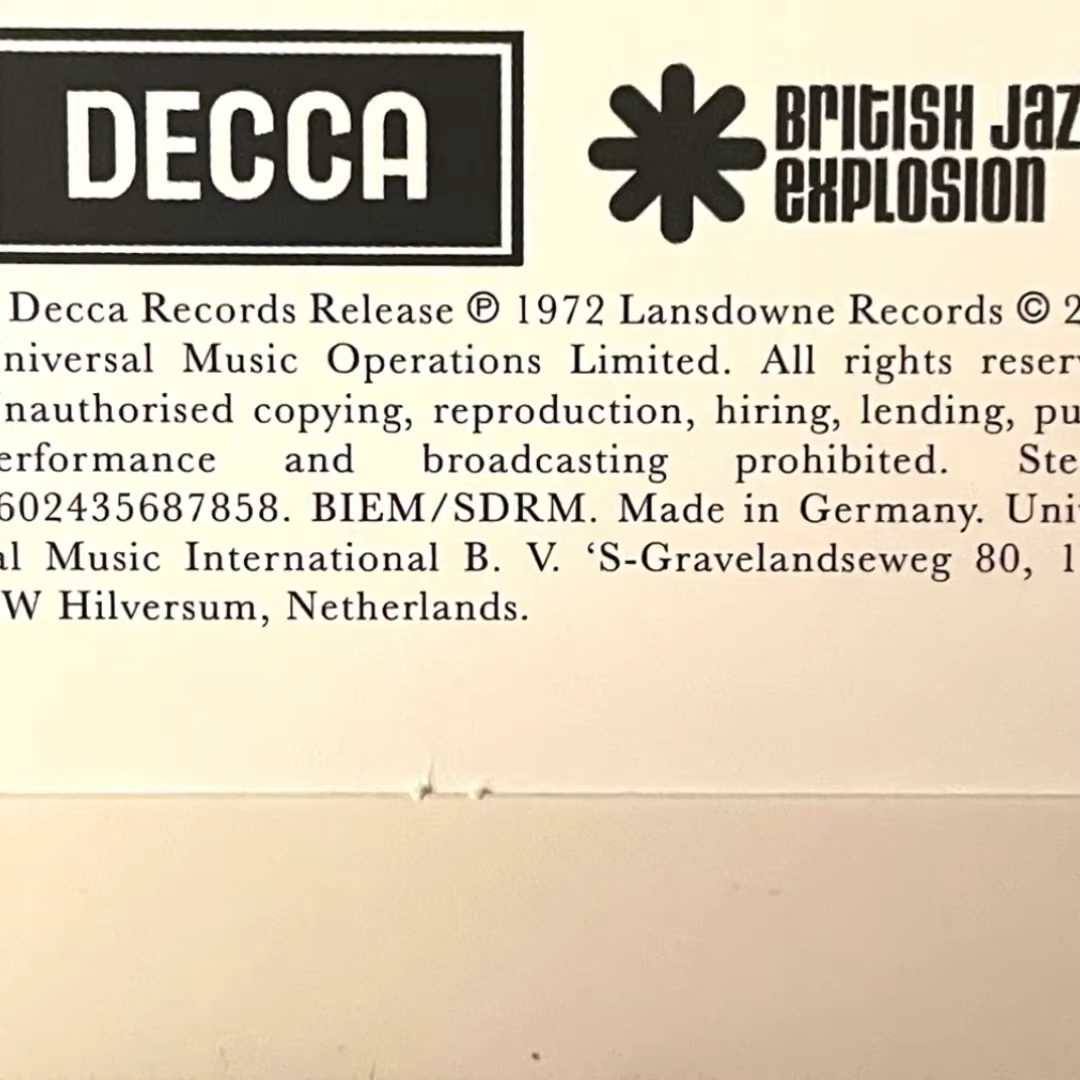 DECCA
BRITISH JAZ
EXPLOSION
Decca Records Release ℗ 1972 Lansdowne Records © 2
niversal Music Operations Limited. All rights reser
nauthorised copying, reproduction, hiring, lending, pu
erformance and broadcasting prohibited. Ste
602435687858. BIEM/SDRM. Made in Germany. Uni
al Music International B. V. ‘S-Gravelandseweg 80, 1
W Hilversum, Netherlands.